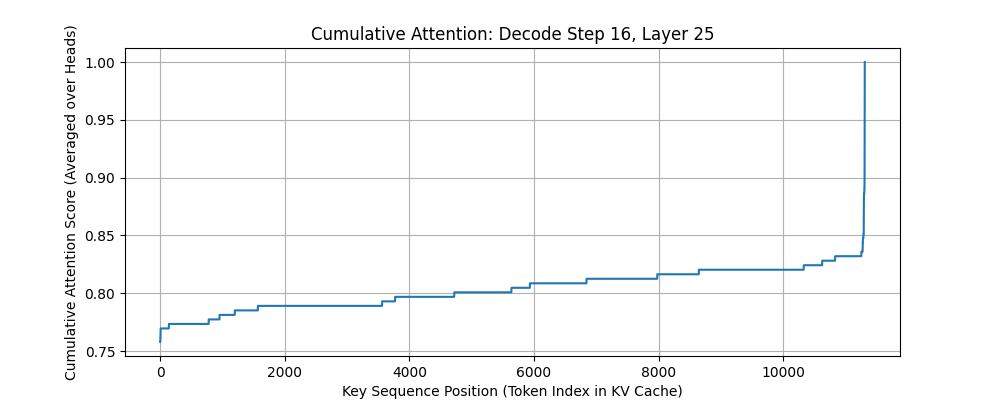 Cumulative Attention: Decode Step 16, Layer 25
Cumulative Attention Score (Averaged over Heads)
1.00
0.95
0.90
0.85
0.80
0.75
0 2000 4000 6000 8000 10000
Key Sequence Position (Token Index in KV Cache)